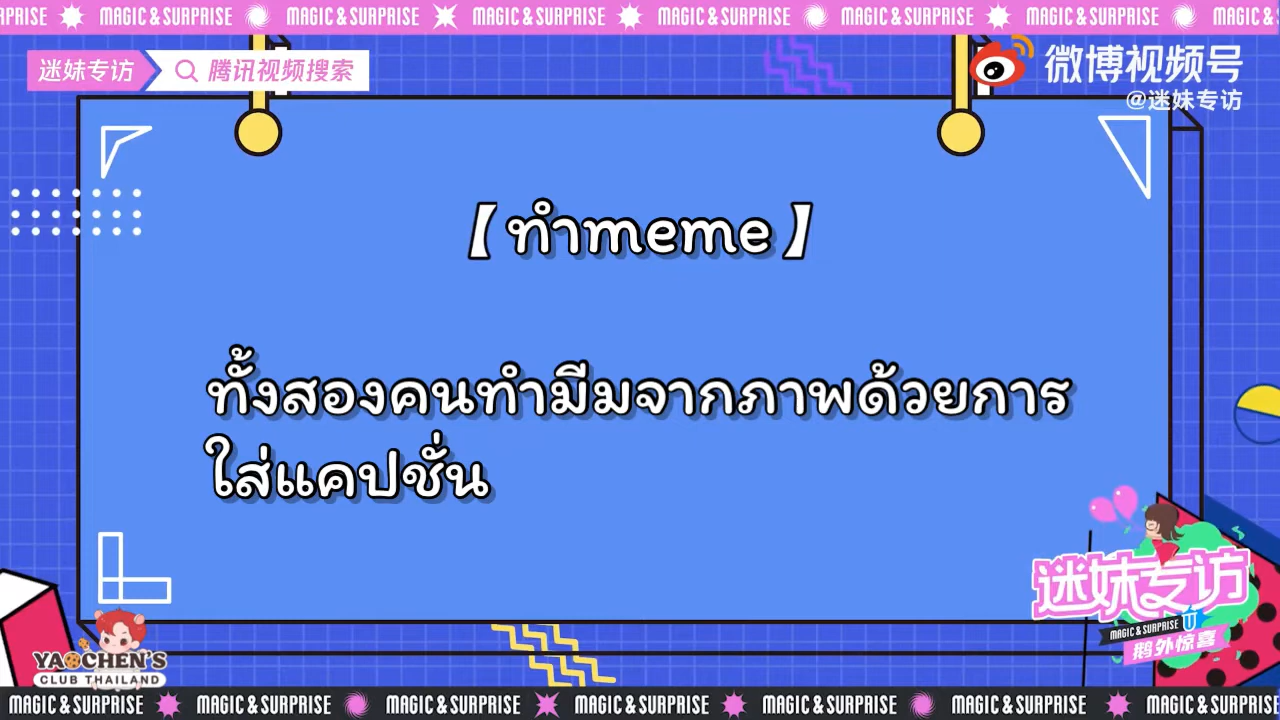 PRISE MAGIC & SURPRISE MAGIC & SURPRISE MAGIC & SURPRISE MAGIC & SURPRISE MAGIC & SURPRISE MAGIC & SURPRISE MAGIC &
迷妹专访 腾讯视频搜索
微博视频号
@迷妹专访
【ทำmeme】
ทั้งสองคนทำมีมจากภาพด้วยการ
ใส่แคปชั่น
迷妹专访
MAGIC & SURPRISE
鹅外惊喜
YAOCHEN'S
CLUB THAILAND
MAGIC & SURPRISE MAGIC & SURPRISE MAGIC & SURPRISE MAGIC & SURPRISE MAGIC & SURPRISE MAGIC & SURPRISE MAGIC & SURPRISE